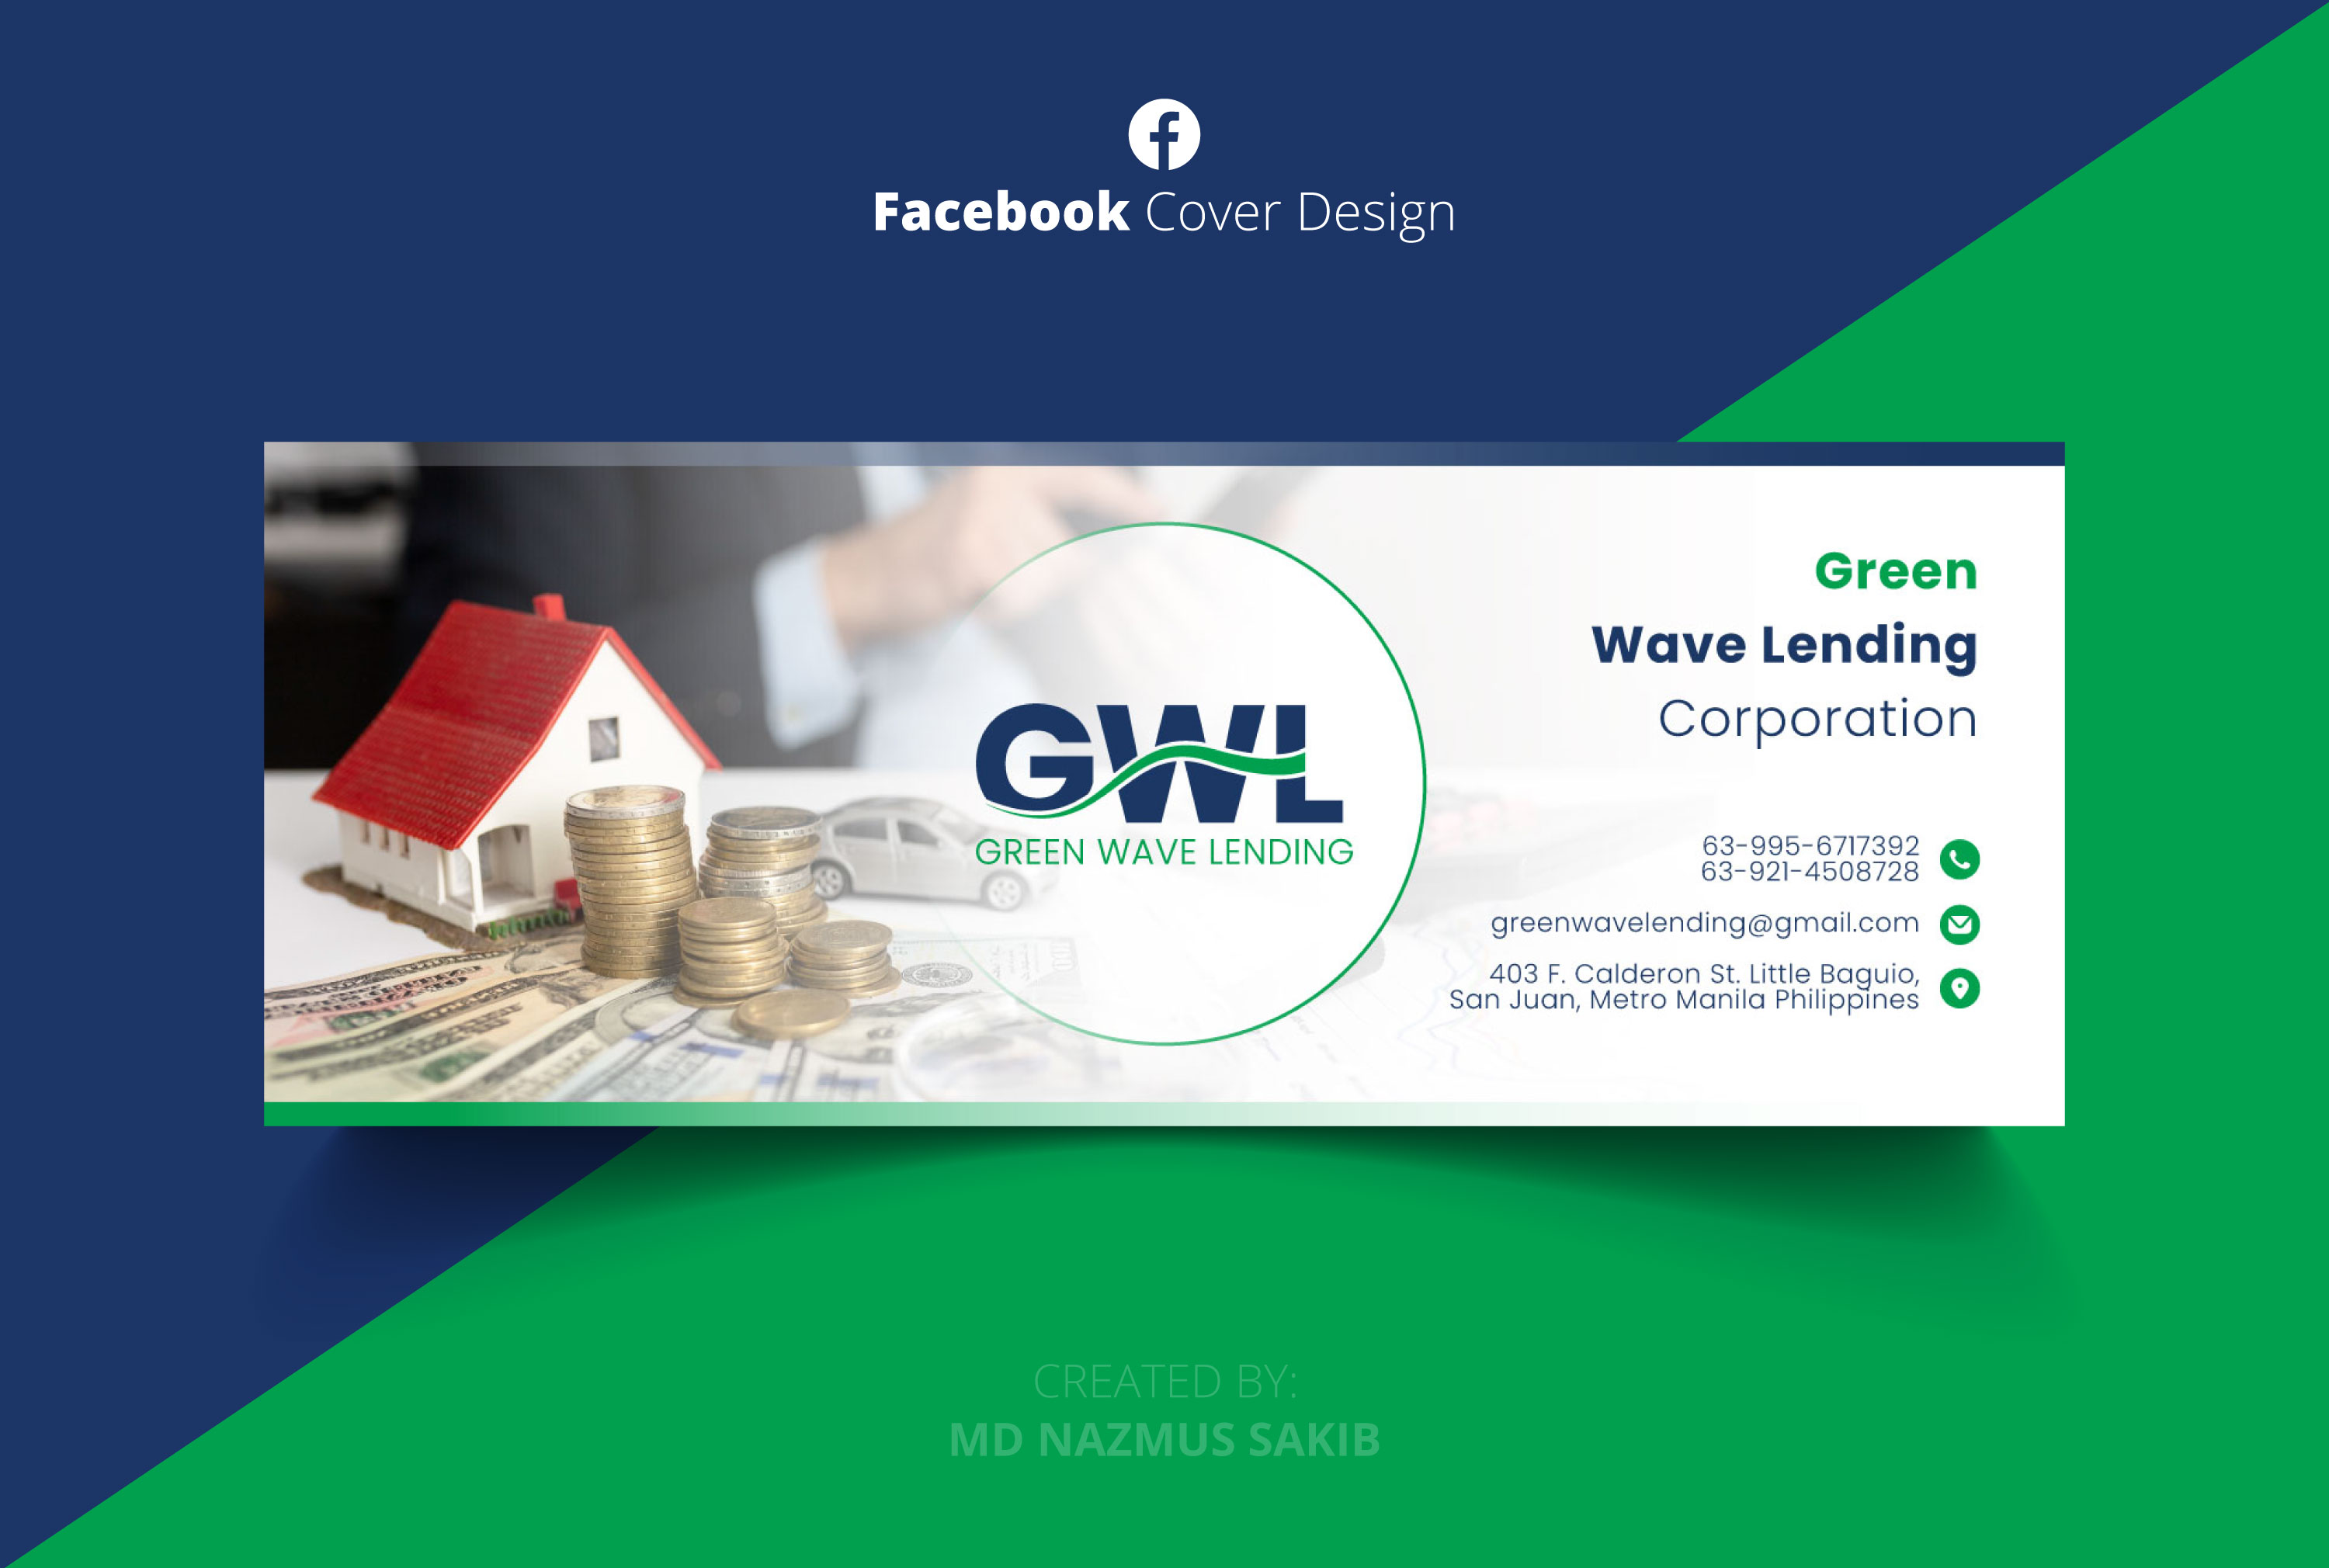 Facebook Cover Design
Green
Wave Lending
Corporation
GWL
GREEN WAVE LENDING
63-995-6717392
63-921-4508728
greenwavelending@gmail.com
403 F. Calderon St. Little Baguio,
San Juan, Metro Manila Philippines
100
CREATED BY:
MD NAZMUS SAKIB